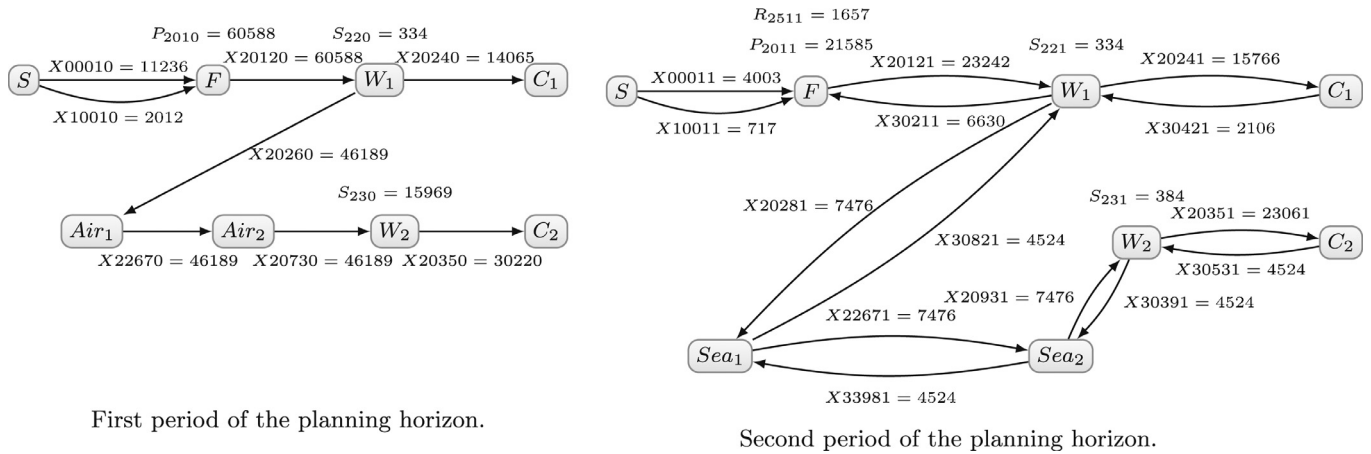 P₂₀₁₀ = 60588
S₂₂₀ = 334
X20120 = 60588
X20240 = 14065
X00010 = 11236
S
F
W₁
C₁
X10010 = 2012
X20260 = 46189
S₂₃₀ = 15969
Air₁
Air₂
W₂
C₂
X22670 = 46189
X20730 = 46189
X20350 = 30220
First period of the planning horizon.
R₂₅₁₁ = 1657
P₂₀₁₁ = 21585
S₂₂₁ = 334
X20121 = 23242
X20241 = 15766
X00011 = 4003
S
F
W₁
C₁
X10011 = 717
X30211 = 6630
X30421 = 2106
X20281 = 7476
X30821 = 4524
S₂₃₁ = 384
X20351 = 23061
W₂
C₂
X30531 = 4524
X20931 = 7476
X30391 = 4524
X22671 = 7476
Sea₁
Sea₂
X33981 = 4524
Second period of the planning horizon.